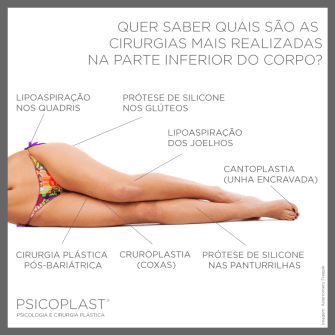 QUER SABER QUAIS SÃO AS
CIRURGIAS MAIS REALIZADAS
NA PARTE INFERIOR DO CORPO?
LIPOASPIRAÇÃO
NOS QUADRIS
PRÓTESE DE SILICONE
NOS GLÚTEOS
LIPOASPIRAÇÃO
DOS JOELHOS
CANTOPLASTIA
(UNHA ENCRAVADA)
CIRURGIA PLÁSTICA
PÓS-BARIÁTRICA
CRUROPLASTIA
(COXAS)
PRÓTESE DE SILICONE
NAS PANTURRILHAS
PSICOPLAST®
PSICOLOGIA E CIRURGIA PLÁSTICA